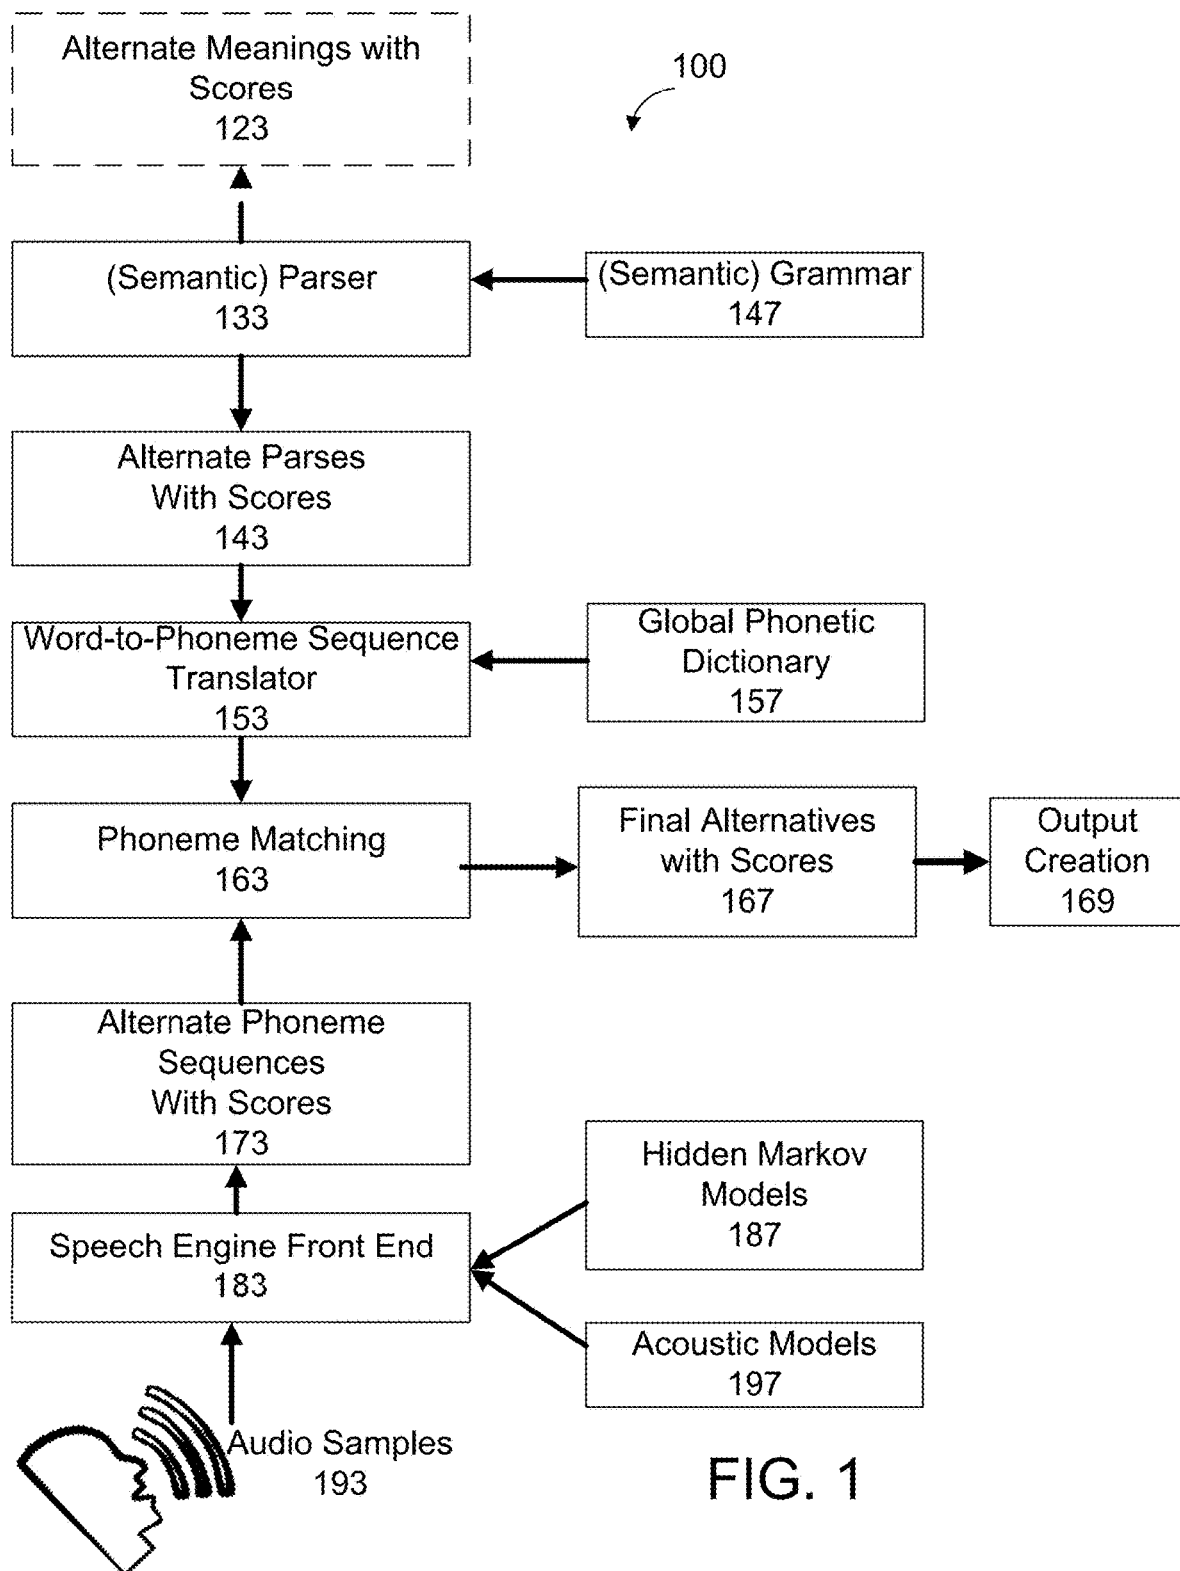 Alternate Meanings with
Scores
123
100
(Semantic) Parser
133
(Semantic) Grammar
147
Alternate Parses
With Scores
143
Word-to-Phoneme Sequence
Translator
153
Global Phonetic
Dictionary
157
Phoneme Matching
163
Final Alternatives
with Scores
167
Output
Creation
169
Alternate Phoneme
Sequences
With Scores
173
Hidden Markov
Models
187
Speech Engine Front End
183
Acoustic Models
197
Audio Samples
193
FIG. 1